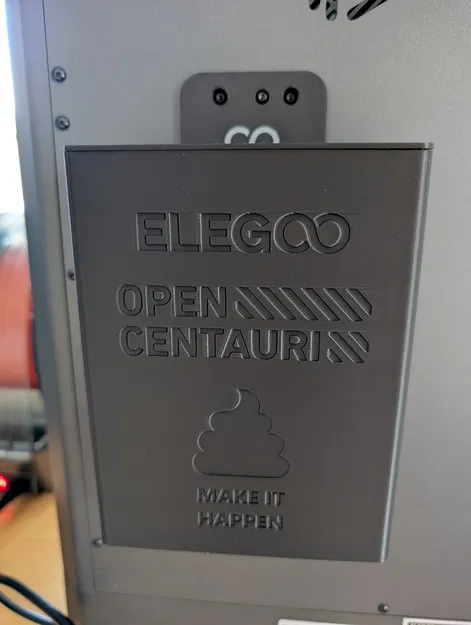 ELEGOO
OPEN
CENTAURI
MAKE IT
HAPPEN